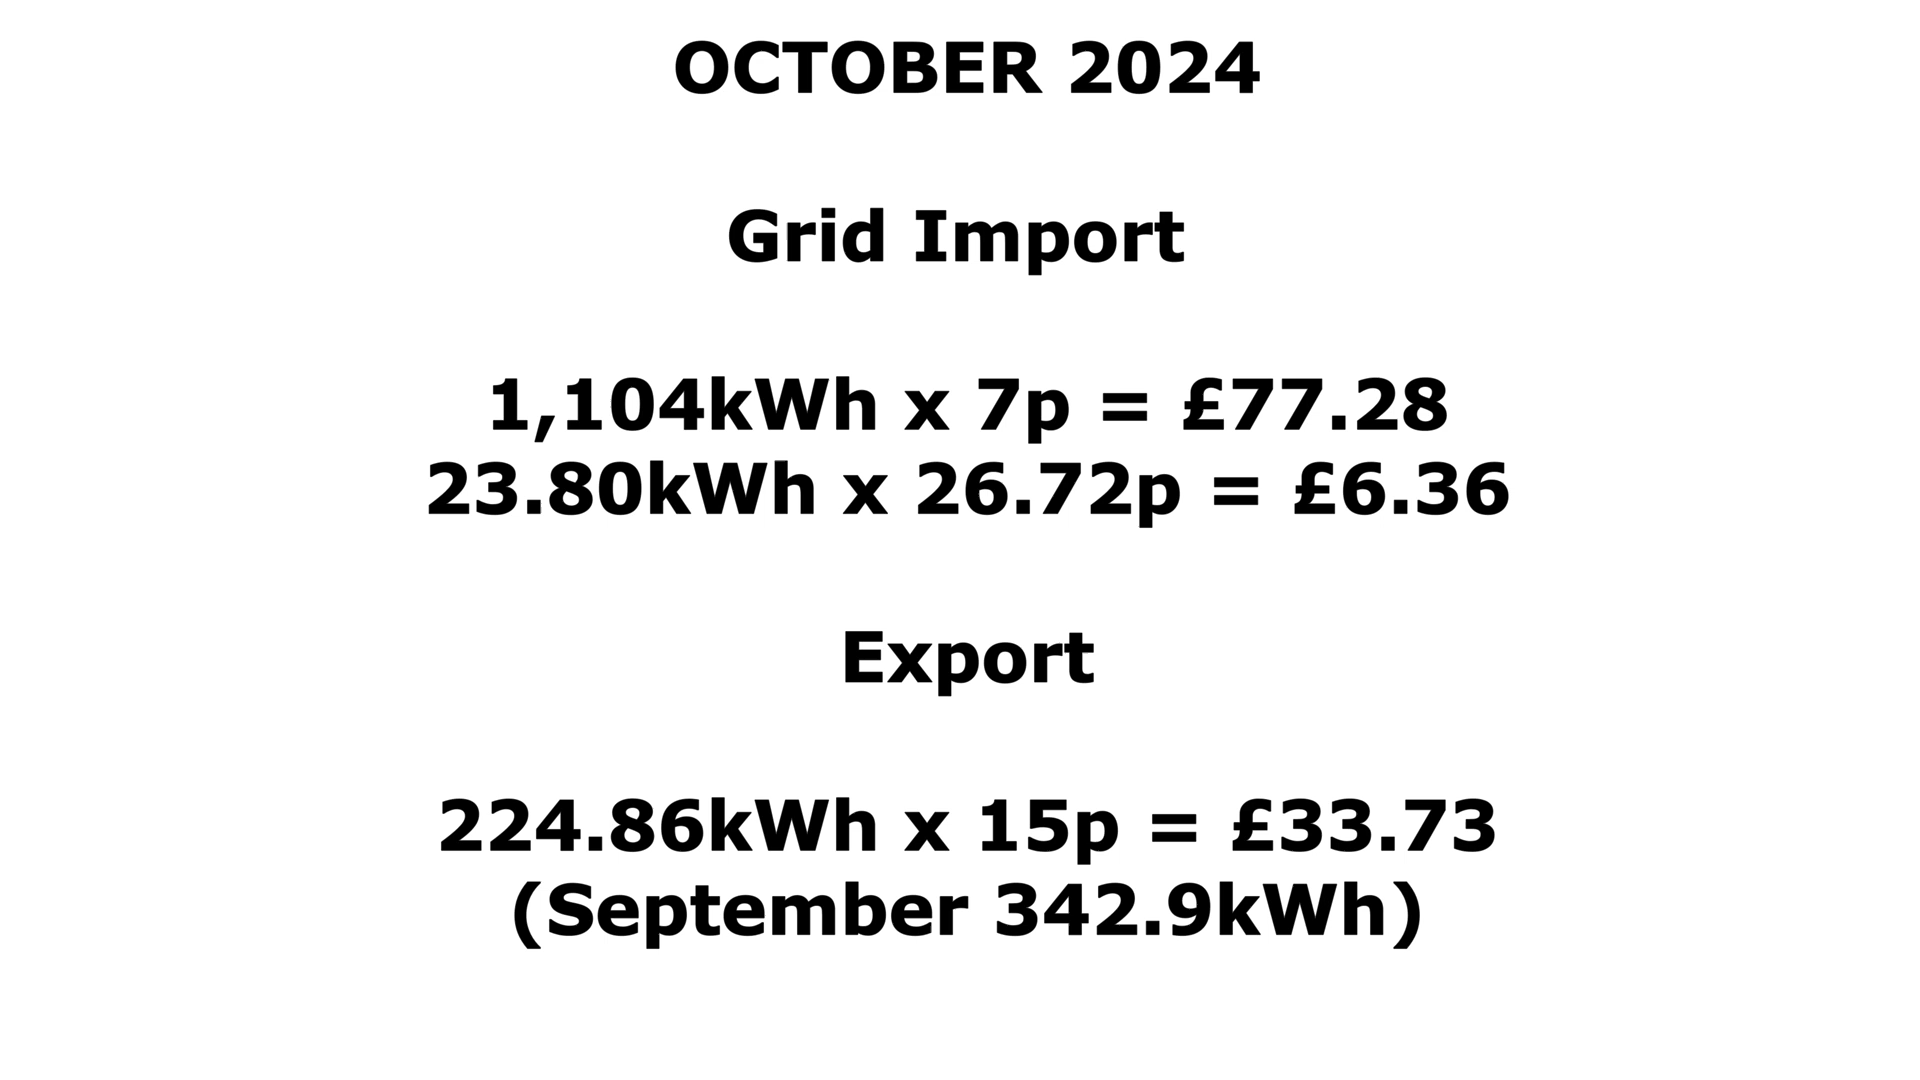 OCTOBER 2024
Grid Import
1,104kWh x 7p = £77.28
23.80kWh x 26.72p = £6.36
Export
224.86kWh x 15p = £33.73
(September 342.9kWh)